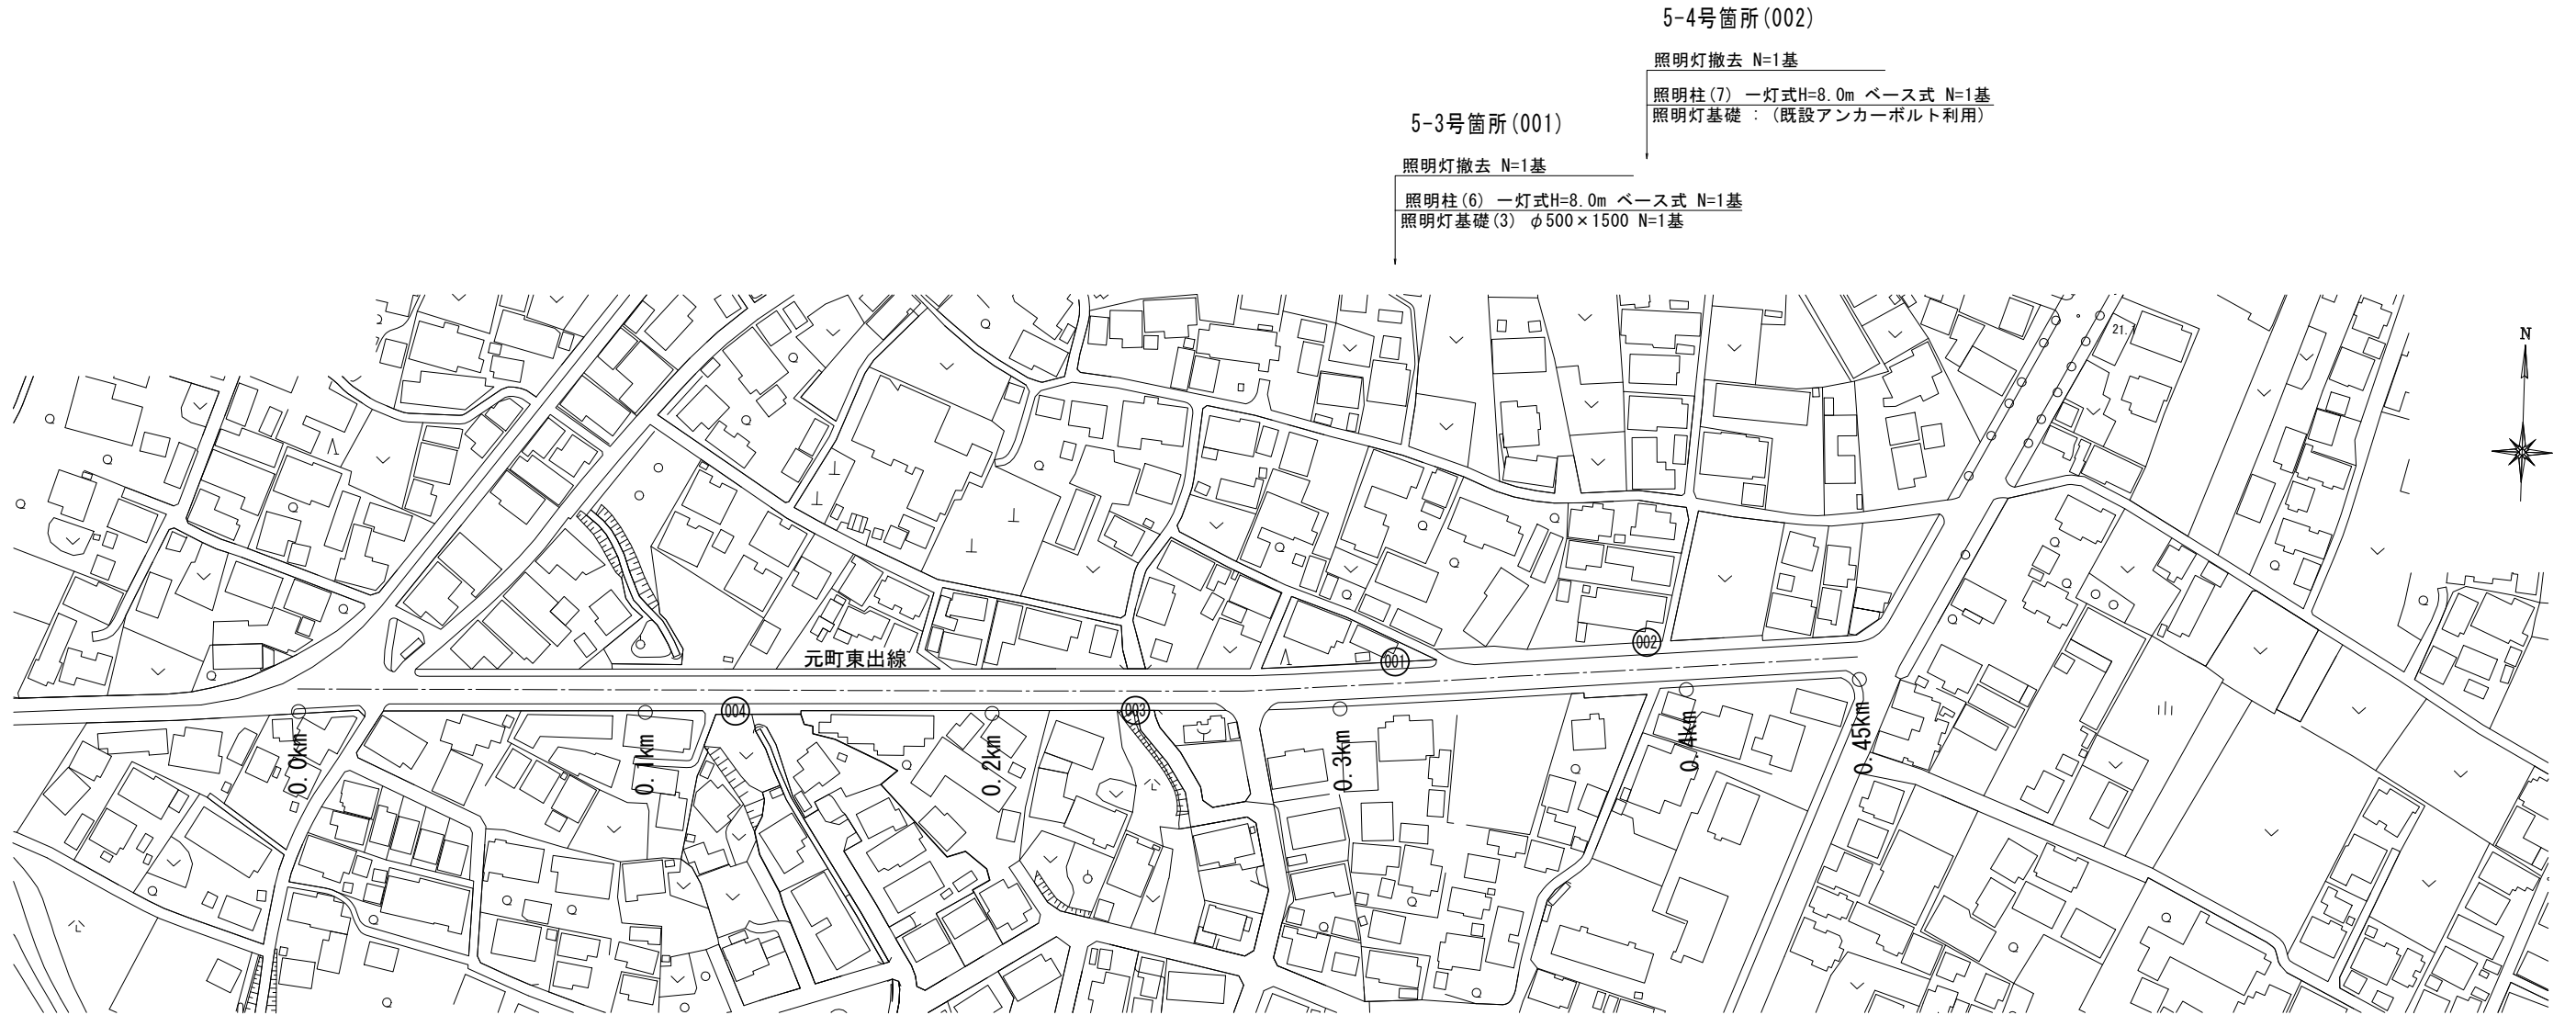 5-4号箇所(002)
照明灯撤去 N=1基
照明柱(7) 一灯式H=8.0m ベース式 N=1基
照明灯基礎 : (既設アンカーボルト利用)
5-3号箇所(001)
照明灯撤去 N=1基
照明柱(6) 一灯式H=8.0m ベース式 N=1基
照明灯基礎(3) φ500×1500 N=1基
N
002
001
元町東出線
004
003
0.0km
0.1km
0.2km
0.3km
0.4km
0.45km